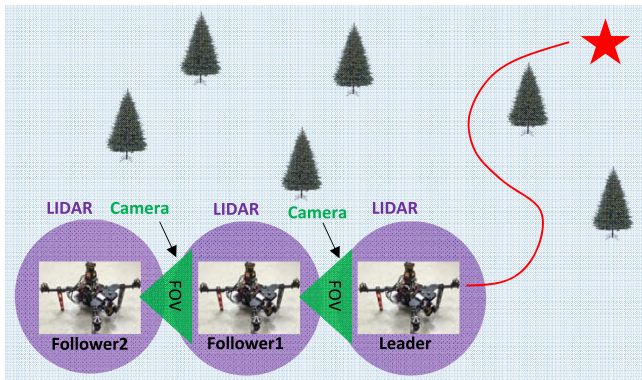 LIDAR
Camera
LIDAR
Camera
LIDAR
FOV
FOV
Follower2
Follower1
Leader